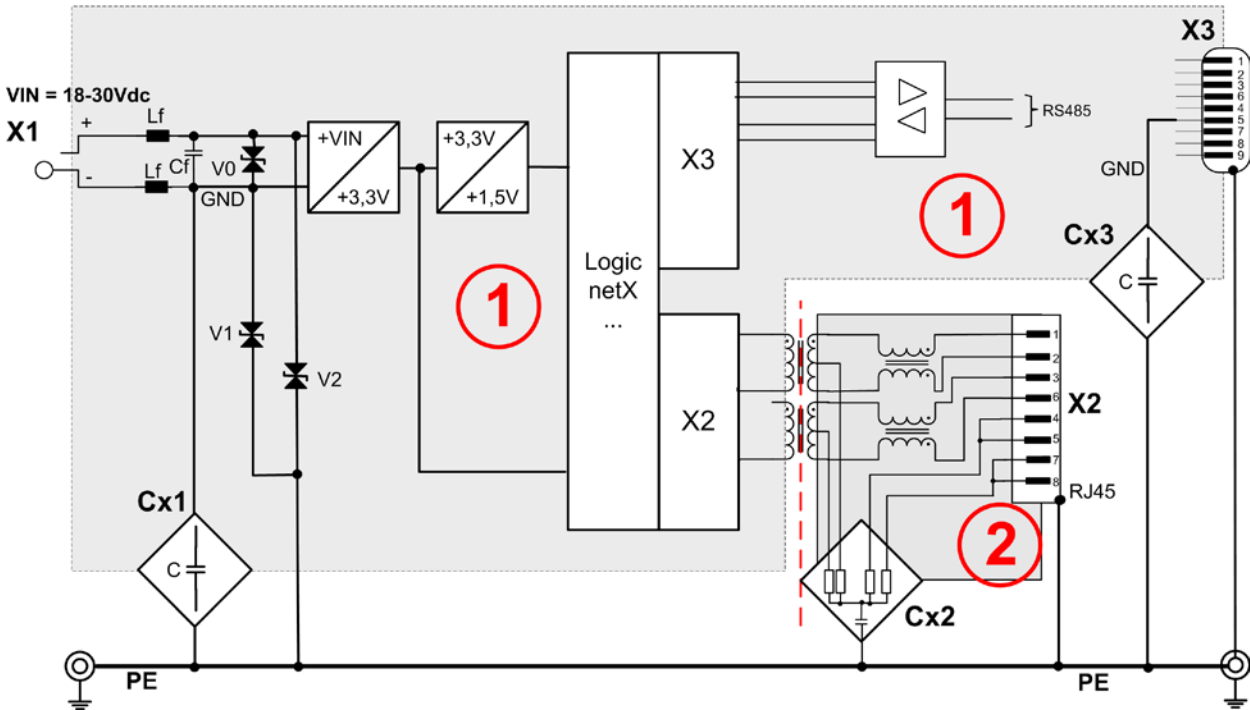 X3
1
2
3
6
4
5
7
8
9
VIN = 18-30Vdc
X1
+
-
Lf
Lf
Cf
V0
GND
+VIN
+3,3V
+3,3V
+1,5V
X3
RS485
GND
1
1
Cx3
C
Logic
netX
...
V1
V2
X2
1
2
3
6
4
5
7
8
X2
RJ45
Cx1
C
2
Cx2
PE
PE